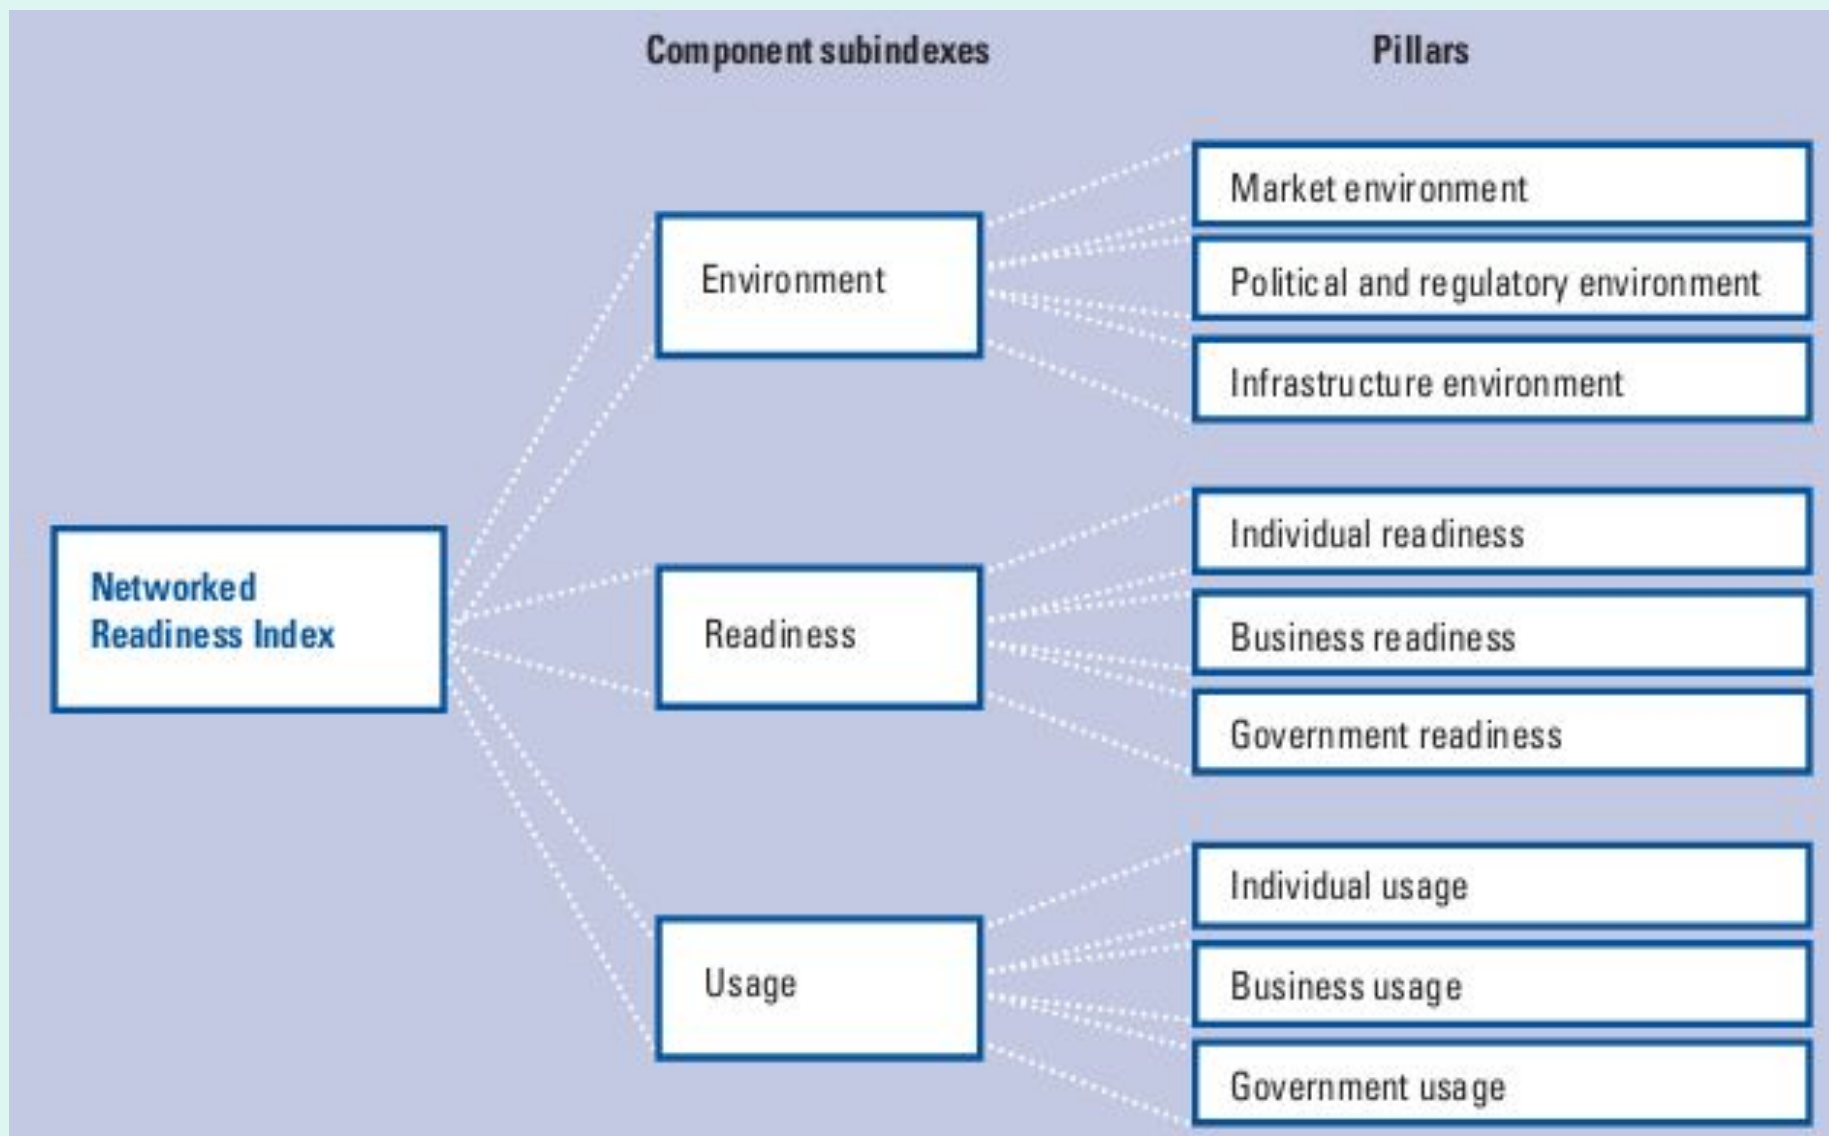 Component subindexes
Pillars
Market environment
Environment
Political and regulatory environment
Infrastructure environment
Networked
Readiness Index
Readiness
Individual readiness
Business readiness
Government readiness
Usage
Individual usage
Business usage
Government usage